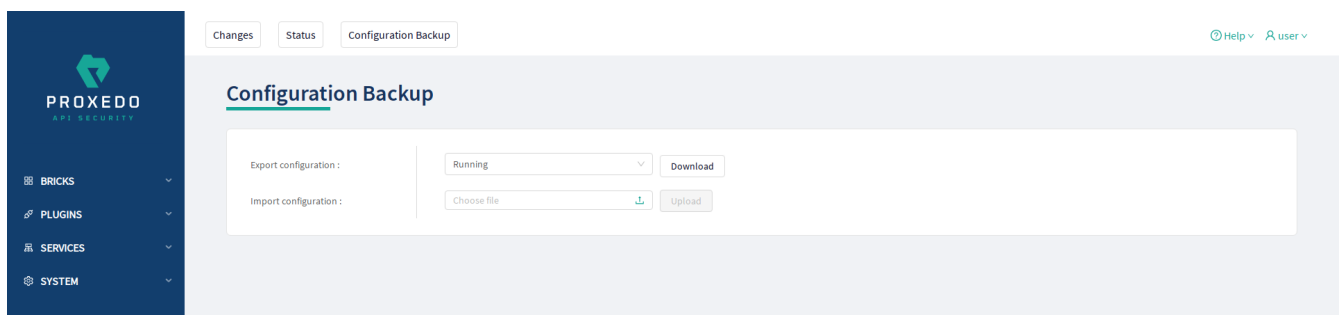 PROXEDO
API SECURITY
BRICKS
PLUGINS
SERVICES
SYSTEM
Changes Status Configuration Backup Help user
Configuration Backup
Export configuration : Running Download
Import configuration : Choose file Upload